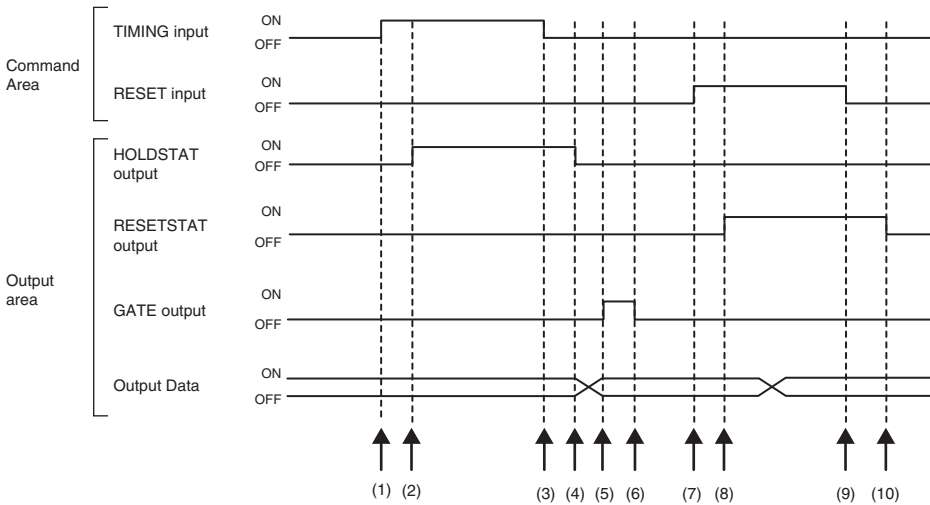 Command
Area
TIMING input
ON
OFF
RESET input
ON
OFF
Output
area
HOLDSTAT
output
ON
OFF
RESETSTAT
output
ON
OFF
GATE output
ON
OFF
Output Data
ON
OFF
(1) (2) (3) (4) (5) (6) (7) (8) (9) (10)